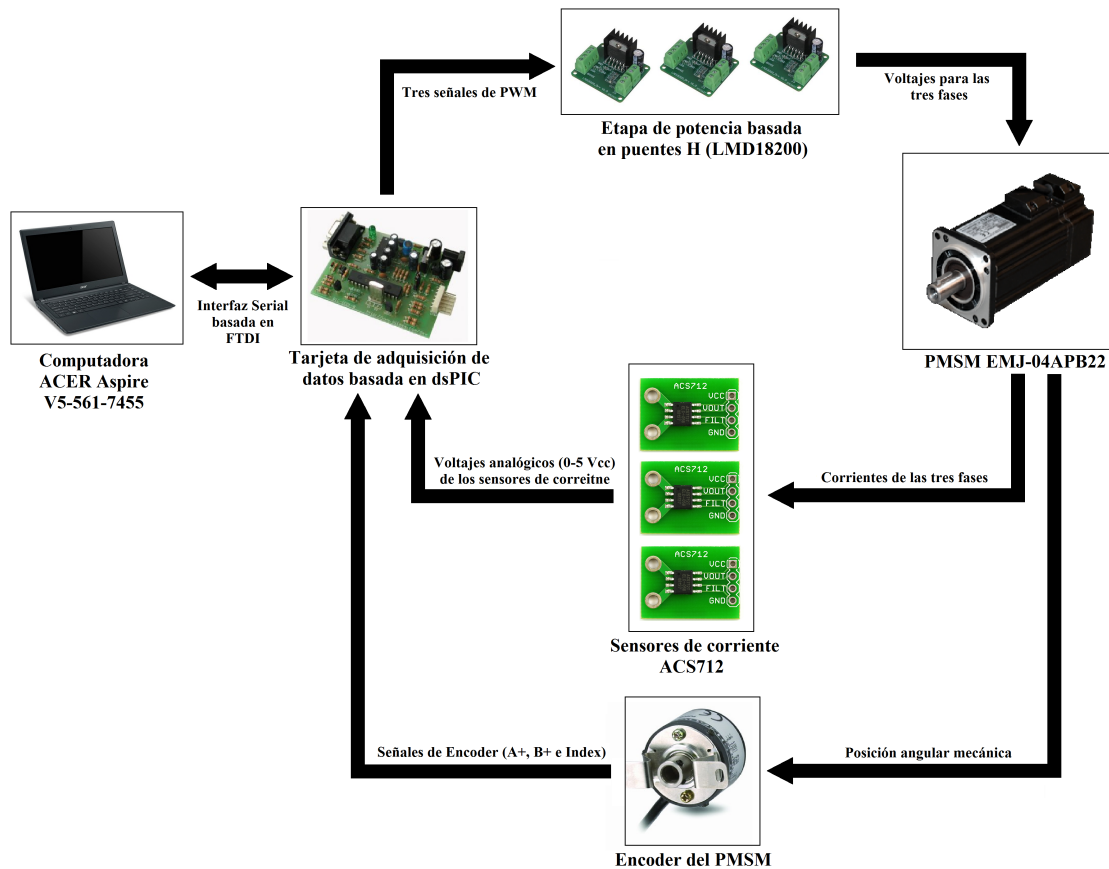 Tres señales de PWM
Etapa de potencia basada
en puentes H (LMD18200)
Voltajes para las
tres fases
Interfaz Serial
basada en
FTDI
Computadora
ACER Aspire
V5-561-7455
Tarjeta de adquisición de
datos basada en dsPIC
PMSM EMJ-04APB22
Voltajes analógicos (0-5 Vcc)
de los sensores de correitne
ACS712
VCC
VOUT
FILT
GND
ACS712
VCC
VOUT
FILT
GND
ACS712
VCC
VOUT
FILT
GND
Corrientes de las tres fases
Sensores de corriente
ACS712
Señales de Encoder (A+, B+ e Index)
Posición angular mecánica
Encoder del PMSM